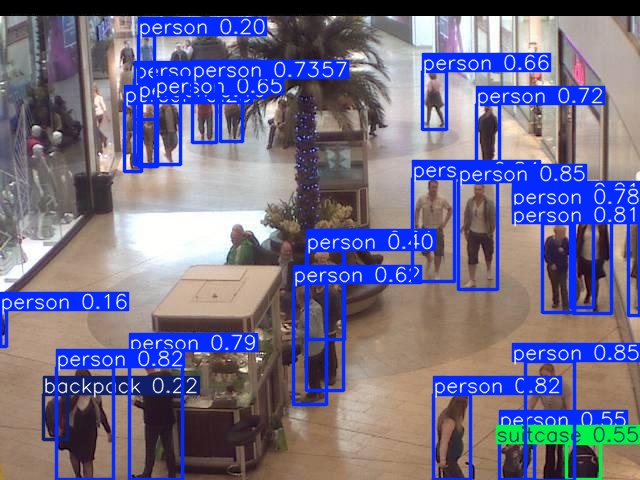 person 0.20
person 0.7357
person 0.65
person 0.66
person 0.72
person 0.85
0.78
person 0.81
person 0.40
person 0.62
person 0.16
person 0.79
person 0.82
backpack 0.22
person 0.85
person 0.82
person 0.55
suitcase 0.55